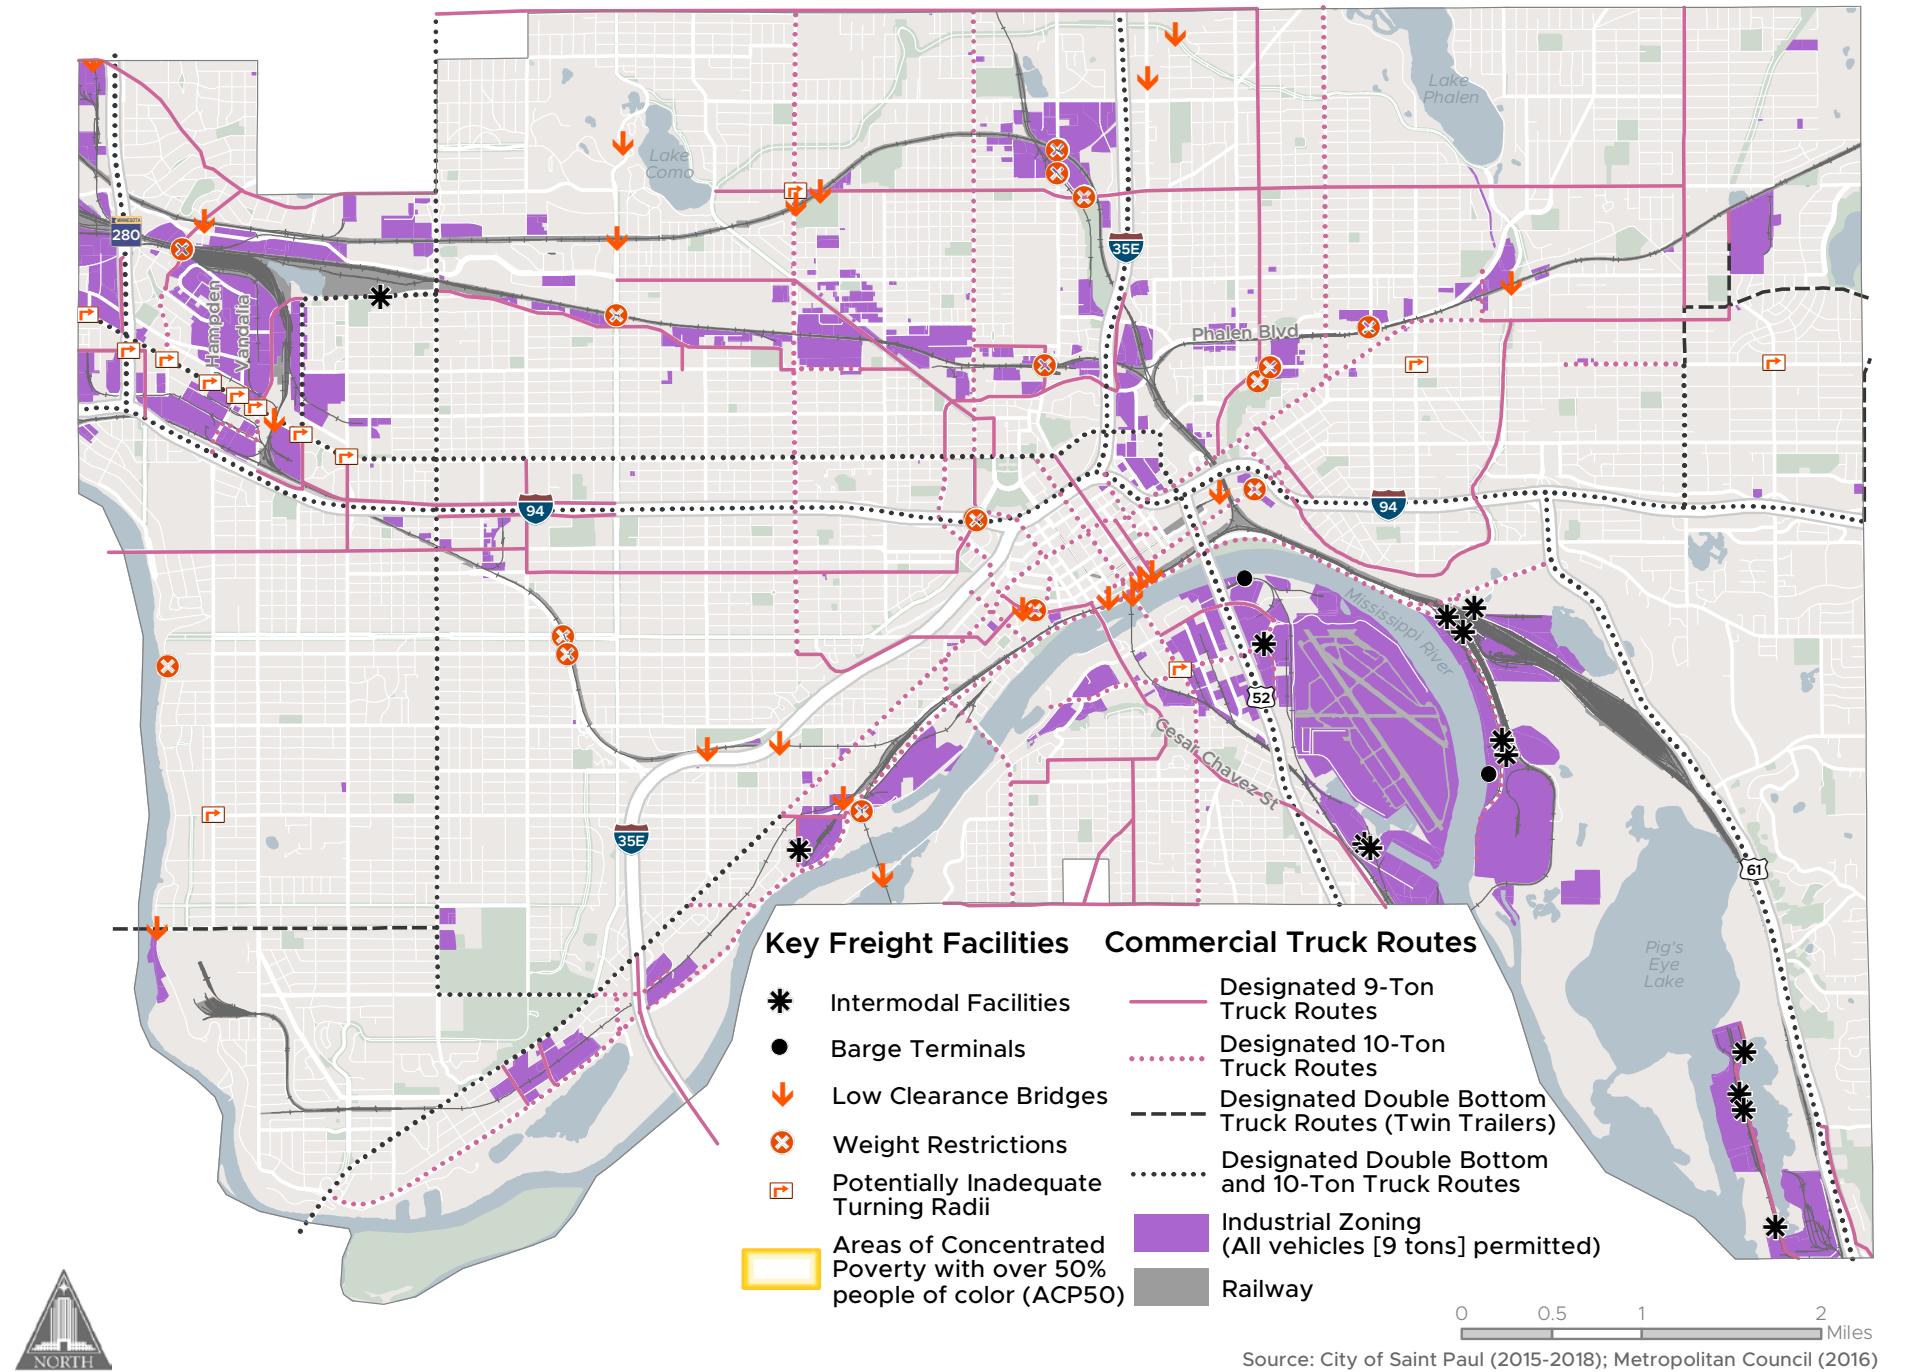 Lake
Phalen
Lake
Como
MINNESOTA
280
35E
Hampden
Vandalia
Phalen Blvd
94
94
Mississippi River
52
Cesar Chavez St
35E
61
Pig's
Eye
Lake
Key Freight Facilities
Intermodal Facilities
Barge Terminals
Low Clearance Bridges
Weight Restrictions
Potentially Inadequate
Turning Radii
Areas of Concentrated
Poverty with over 50%
people of color (ACP50)
Commercial Truck Routes
Designated 9-Ton
Truck Routes
Designated 10-Ton
Truck Routes
Designated Double Bottom
Truck Routes (Twin Trailers)
Designated Double Bottom
and 10-Ton Truck Routes
Industrial Zoning
(All vehicles [9 tons] permitted)
Railway
0 0.5 1 2
Miles
NORTH
Source: City of Saint Paul (2015-2018); Metropolitan Council (2016)